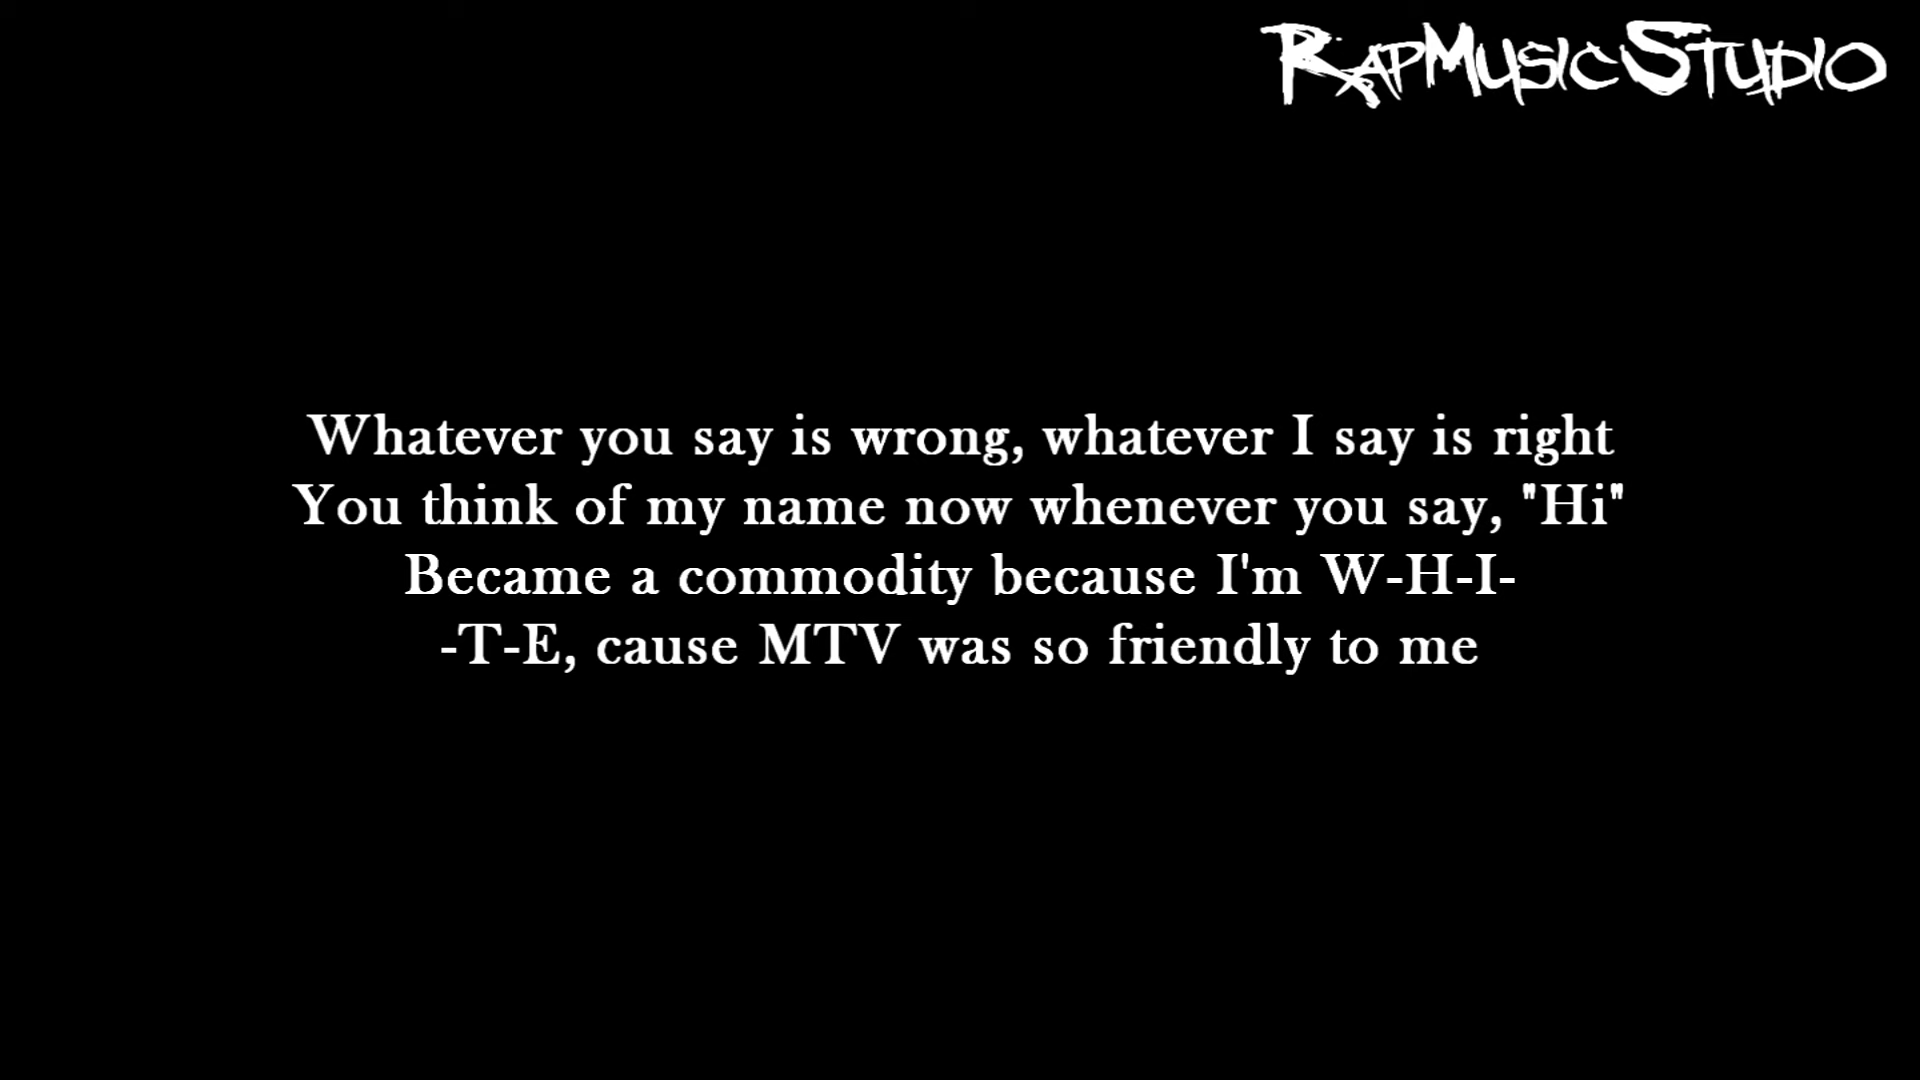 RapMusicStudio
Whatever you say is wrong, whatever I say is right
You think of my name now whenever you say, "Hi"
Became a commodity because I'm W-H-I-
-T-E, cause MTV was so friendly to me